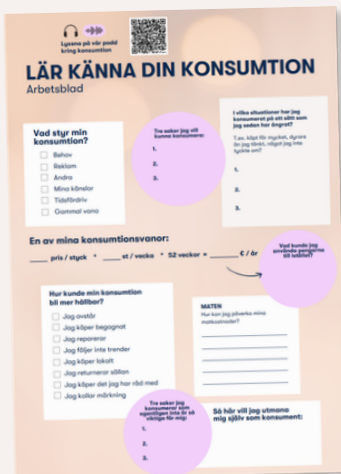 Lyssna på vår podd
kring konsumtion
LÄR KÄNNA DIN KONSUMTION
Arbetsblad
Vad styr min
konsumtion?
Behov
Reklam
Andra
Mina känslor
Tidsfördriv
Gammal vana
Tre saker jag vill
kunna konsumera:
1.
2.
3.
I vilka situationer har jag
konsumerat på ett sätt som
jag sedan har ångrat?
T.ex. köpt för mycket, dyrare
än jag tänkt, något jag inte
tyckte om?
1.
2.
3.
En av mina konsumtionsvanor:
____ pris / styck * ____ st / vecka * 52 veckor = ______ € / år
Vad kunde jag
använda pengarna
till istället?
Hur kunde min konsumtion
bli mer hållbar?
Jag avstår
Jag köper begagnat
Jag reparerar
Jag följer inte trender
Jag köper lokalt
Jag returnerar sällan
Jag köper det jag har råd med
Jag kollar märkning
MATEN
Hur kan jag påverka mina
matkostnader?
Tre saker jag
konsumerar som
egentligen inte är så
viktiga för mig:
1.
2.
3.
Så här vill jag utmana
mig själv som konsument: